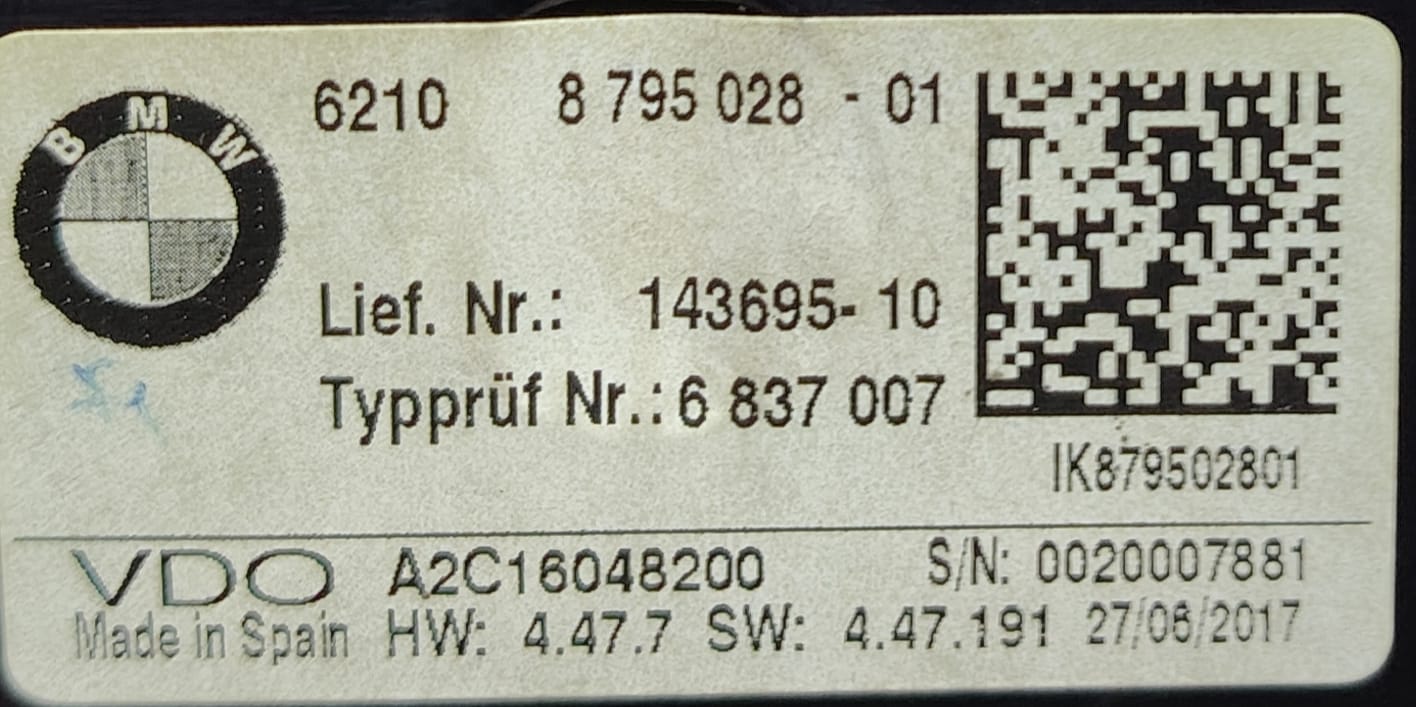 BMW
6210 8 795 028 - 01
Lief. Nr.: 143695- 10
Typprüf Nr.: 6 837 007
IK879502801
VDO A2C16048200 S/N: 0020007881
Made in Spain HW: 4.47.7 SW: 4.47.191 27/06/2017